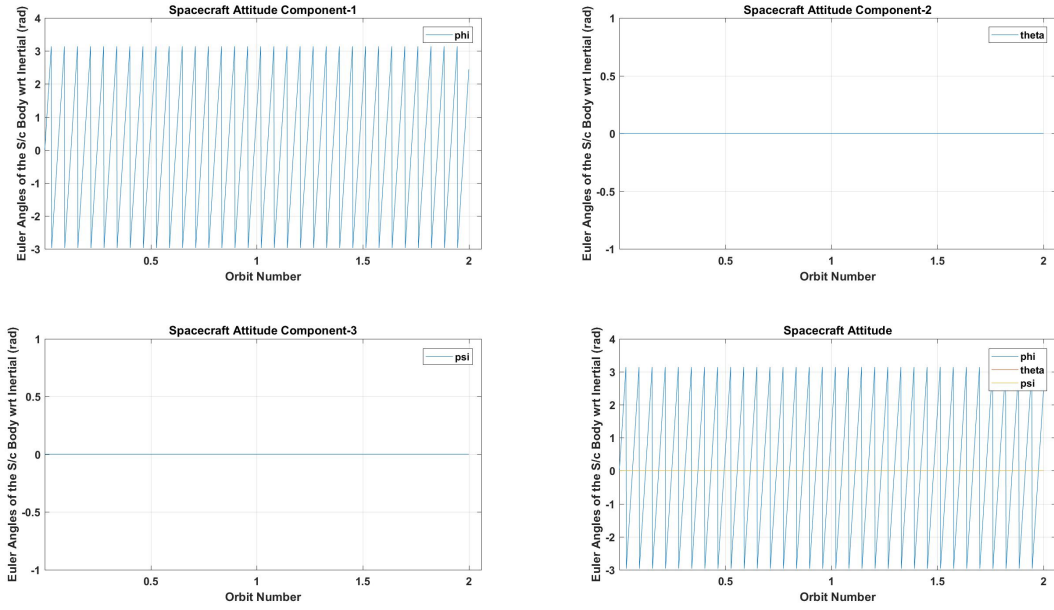 Spacecraft Attitude Component-1
Euler Angles of the S/c Body wrt Inertial (rad)
4
3
2
1
0
-1
-2
-3
0.5
1
1.5
2
Orbit Number
phi
Spacecraft Attitude Component-2
Euler Angles of the S/c Body wrt Inertial (rad)
1
0.5
0
-0.5
-1
0.5
1
1.5
2
Orbit Number
theta
Spacecraft Attitude Component-3
Euler Angles of the S/c Body wrt Inertial (rad)
1
0.5
0
-0.5
-1
0.5
1
1.5
2
Orbit Number
psi
Spacecraft Attitude
Euler Angles of the S/c Body wrt Inertial (rad)
4
3
2
1
0
-1
-2
-3
0.5
1
1.5
2
Orbit Number
phi
theta
psi